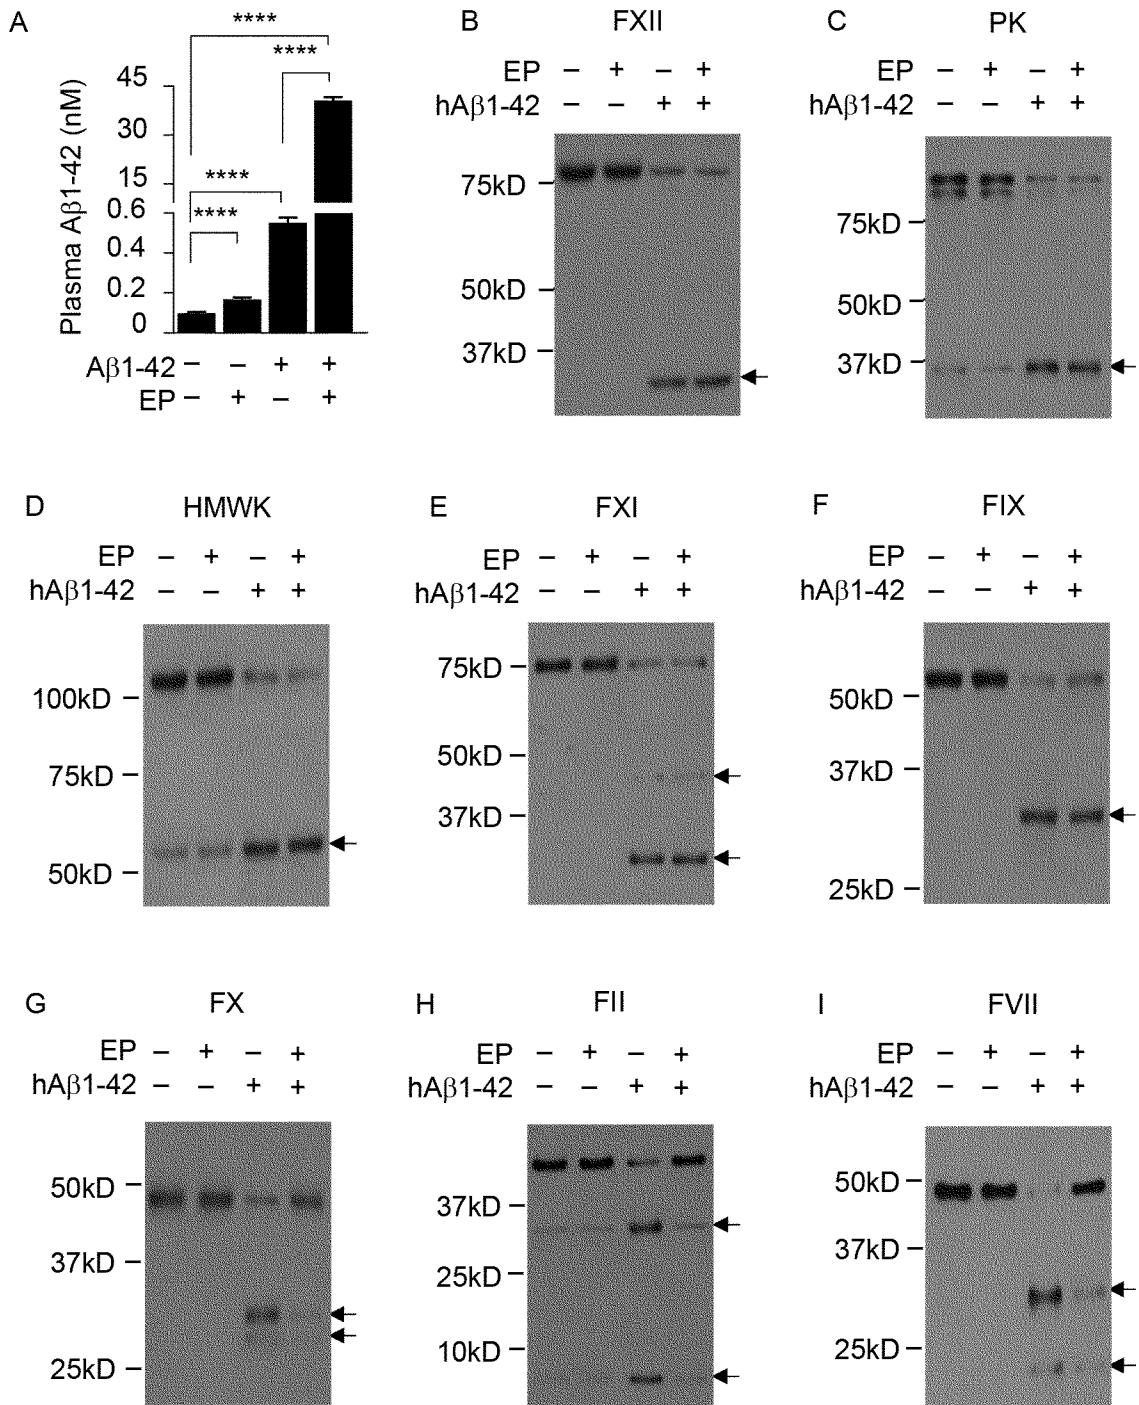 A
****
****
****
****
Plasma Aβ1-42 (nM)
45
30
15
0.6
0.4
0.2
0
Aβ1-42 − − + +
EP − + − +
B FXII
EP − + − +
hAβ1-42 − − + +
75kD
50kD
37kD
C PK
EP − + − +
hAβ1-42 − − + +
75kD
50kD
37kD
D HMWK
EP − + − +
hAβ1-42 − − + +
100kD
75kD
50kD
E FXI
EP − + − +
hAβ1-42 − − + +
75kD
50kD
37kD
F FIX
EP − + − +
hAβ1-42 − − + +
50kD
37kD
25kD
G FX
EP − + − +
hAβ1-42 − − + +
50kD
37kD
25kD
H FII
EP − + − +
hAβ1-42 − − + +
37kD
25kD
10kD
I FVII
EP − + − +
hAβ1-42 − − + +
50kD
37kD
25kD